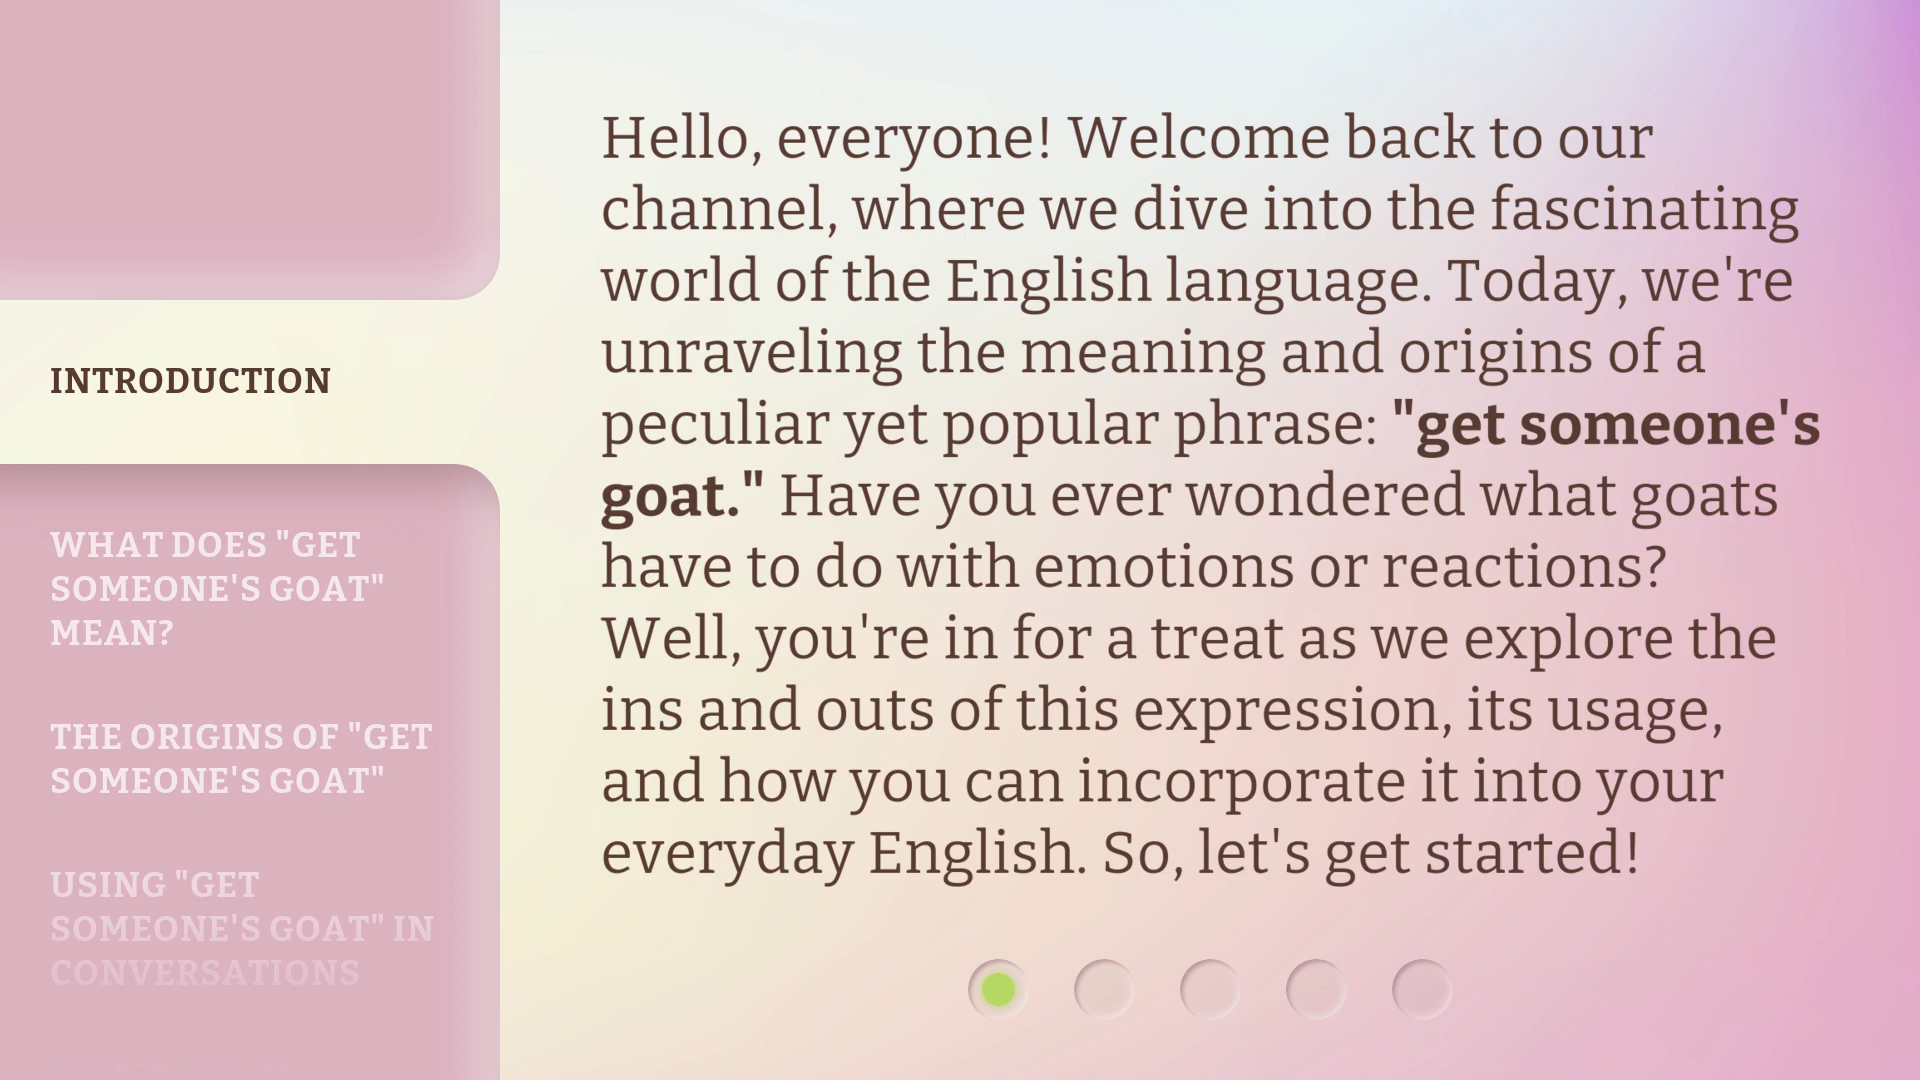 INTRODUCTION
WHAT DOES "GET
SOMEONE'S GOAT"
MEAN?
THE ORIGINS OF "GET
SOMEONE'S GOAT"
USING "GET
SOMEONE'S GOAT" IN
CONVERSATIONS
Hello, everyone! Welcome back to our
channel, where we dive into the fascinating
world of the English language. Today, we're
unraveling the meaning and origins of a
peculiar yet popular phrase: "get someone's
goat." Have you ever wondered what goats
have to do with emotions or reactions?
Well, you're in for a treat as we explore the
ins and outs of this expression, its usage,
and how you can incorporate it into your
everyday English. So, let's get started!